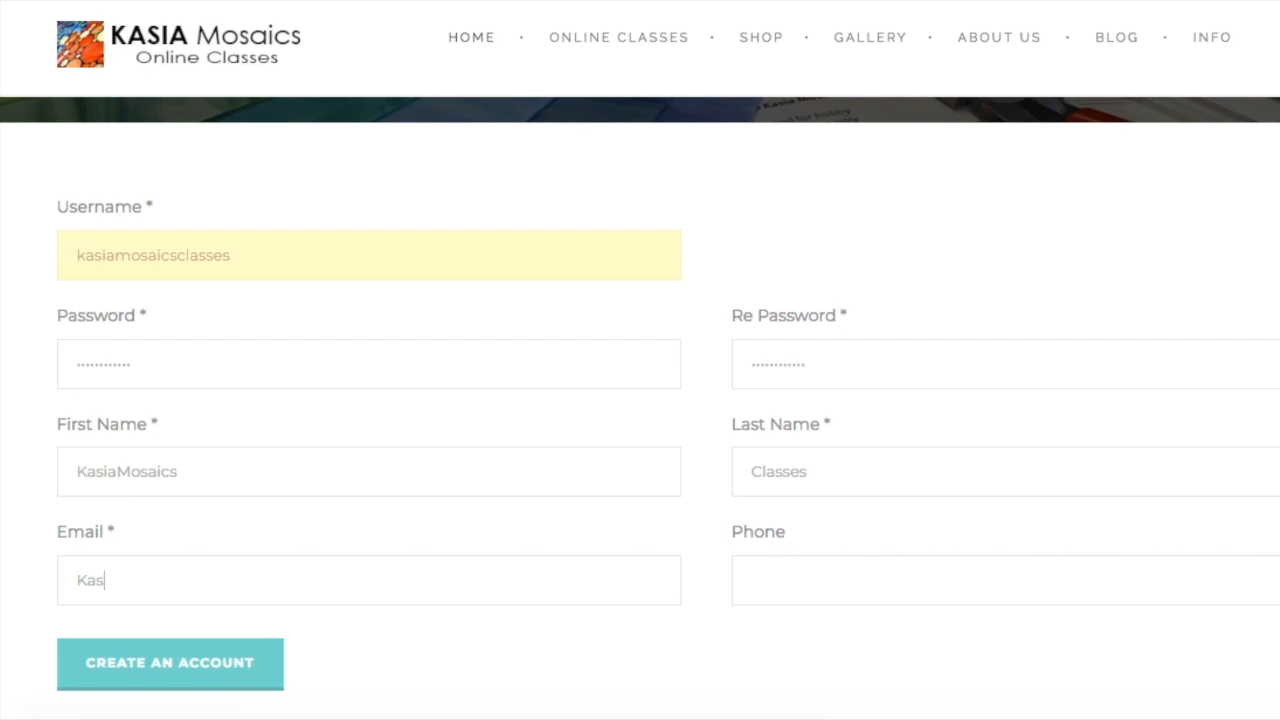 KASIA Mosaics
Online Classes
HOME • ONLINE CLASSES • SHOP • GALLERY • ABOUT US • BLOG • INFO
Username *
kasiamosaicsclasses
Password * Re Password *
•••••••••••• ••••••••••••
First Name * Last Name *
KasiaMosaics Classes
Email * Phone
Kas
CREATE AN ACCOUNT